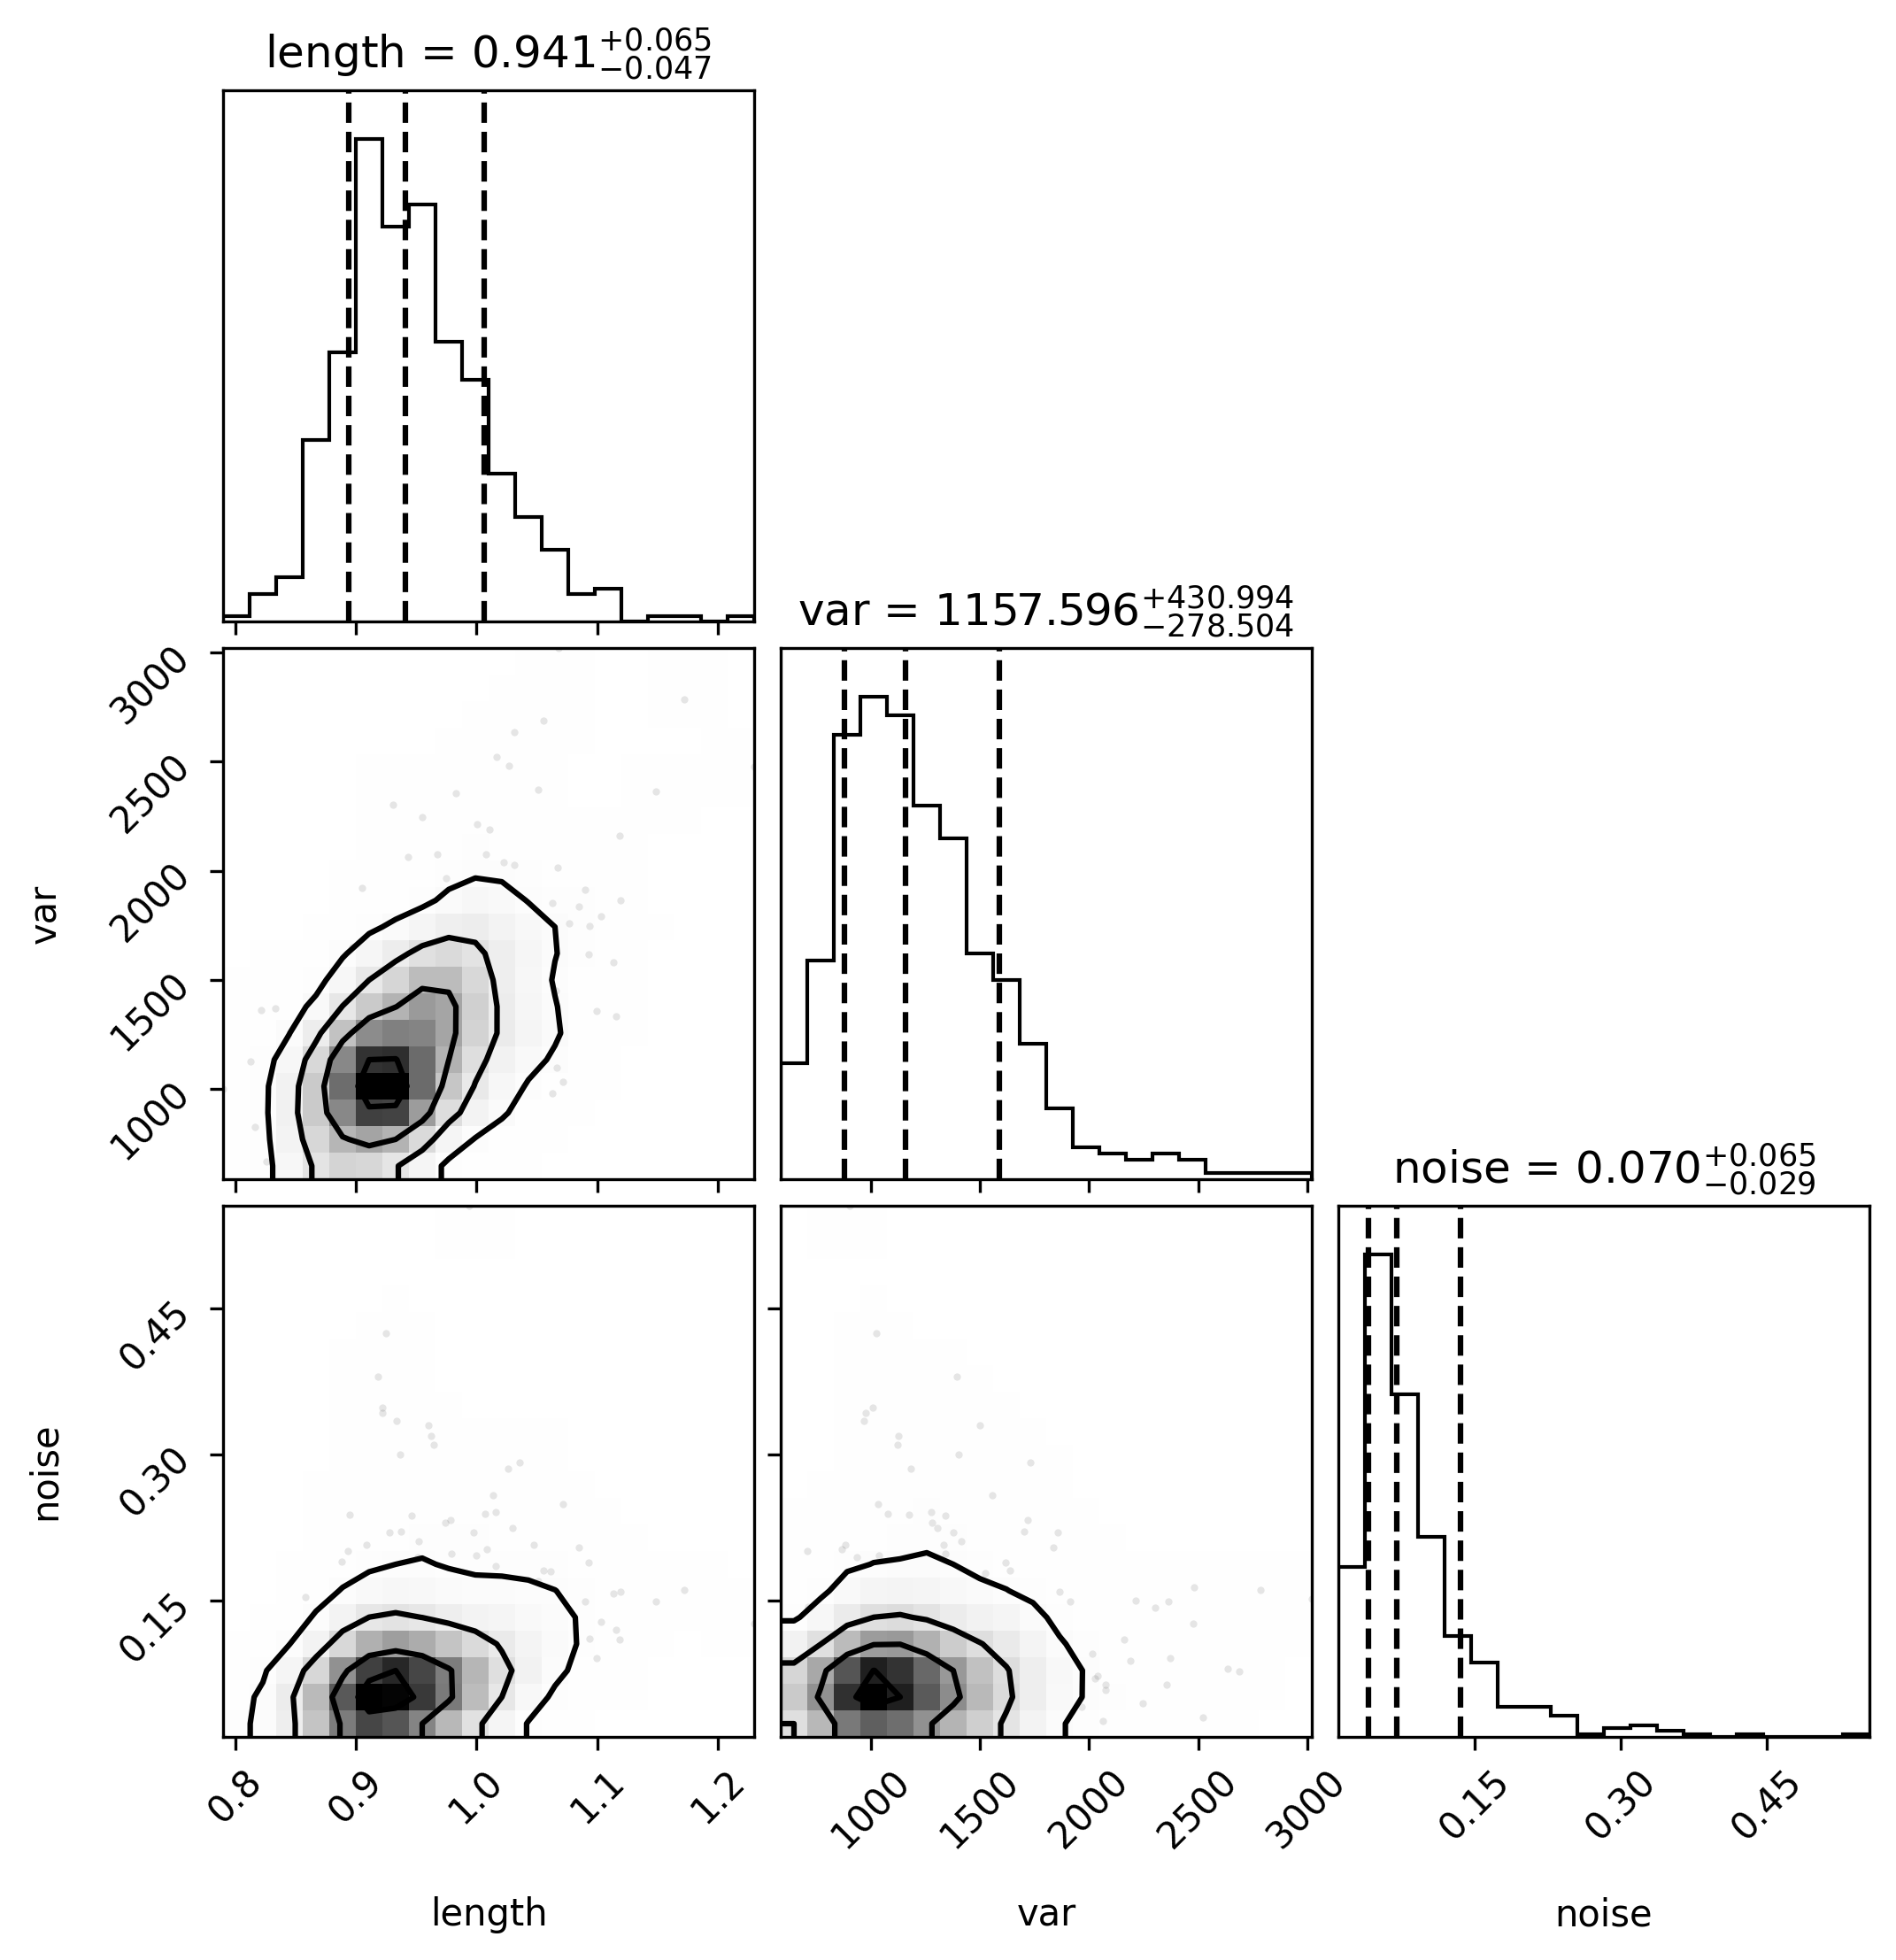 length = 0.941 +0.065 −0.047
var = 1157.596 +430.994 −278.504
3000
2500
2000
1500
1000
var
noise = 0.070 +0.065 −0.029
0.45
0.30
0.15
noise
0.8 0.9 1.0 1.1 1.2
1000 1500 2000 2500 3000
0.15 0.30 0.45
length var noise